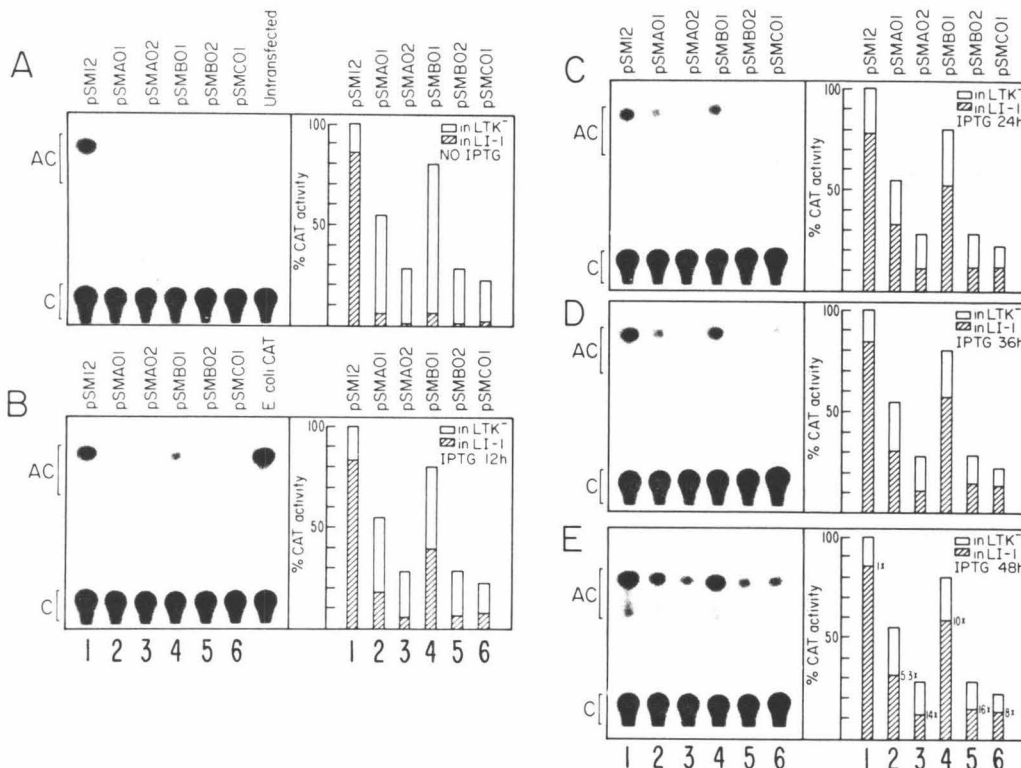 A
pSM12
pSMA01
pSMA02
pSMB01
pSMB02
pSMC01
Untransfected
AC
C
pSM12
pSMA01
pSMA02
pSMB01
pSMB02
pSMC01
100
50
% CAT activity
in LTK⁻
in LI-1
NO IPTG
B
pSM12
pSMA01
pSMA02
pSMB01
pSMB02
pSMC01
E coli CAT
AC
C
1 2 3 4 5 6
pSM12
pSMA01
pSMA02
pSMB01
pSMB02
pSMC01
100
50
% CAT activity
in LTK⁻
in LI-1
IPTG 12h
1 2 3 4 5 6
C
pSM12
pSMA01
pSMA02
pSMB01
pSMB02
pSMC01
AC
C
pSM12
pSMA01
pSMA02
pSMB01
pSMB02
pSMC01
100
50
% CAT activity
in LTK⁻
in LI-1
IPTG 24h
D
AC
C
100
50
% CAT activity
in LTK⁻
in LI-1
IPTG 36h
E
AC
C
1 2 3 4 5 6
100
50
% CAT activity
in LTK⁻
in LI-1
IPTG 48h
1x
5.3x
14x
10x
16x
8x
1 2 3 4 5 6